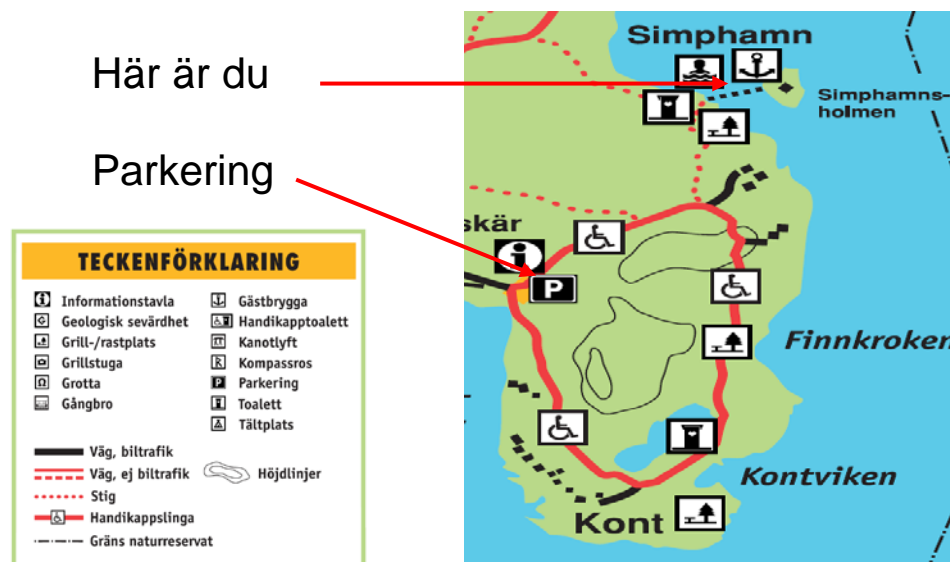 Här är du
Parkering
Simphamn
Simphamns-
holmen
skär
i
P
Finnkroken
Kontviken
Kont
TECKENFÖRKLARING
Informationstavla
Geologisk sevärdhet
Grill-/rastplats
Grillstuga
Grotta
Gångbro
Gästbrygga
Handikapptoalett
Kanotlyft
Kompassros
Parkering
Toalett
Tältplats
Väg, biltrafik
Väg, ej biltrafik
Höjdlinjer
Stig
Handikappslinga
Gräns naturreservat